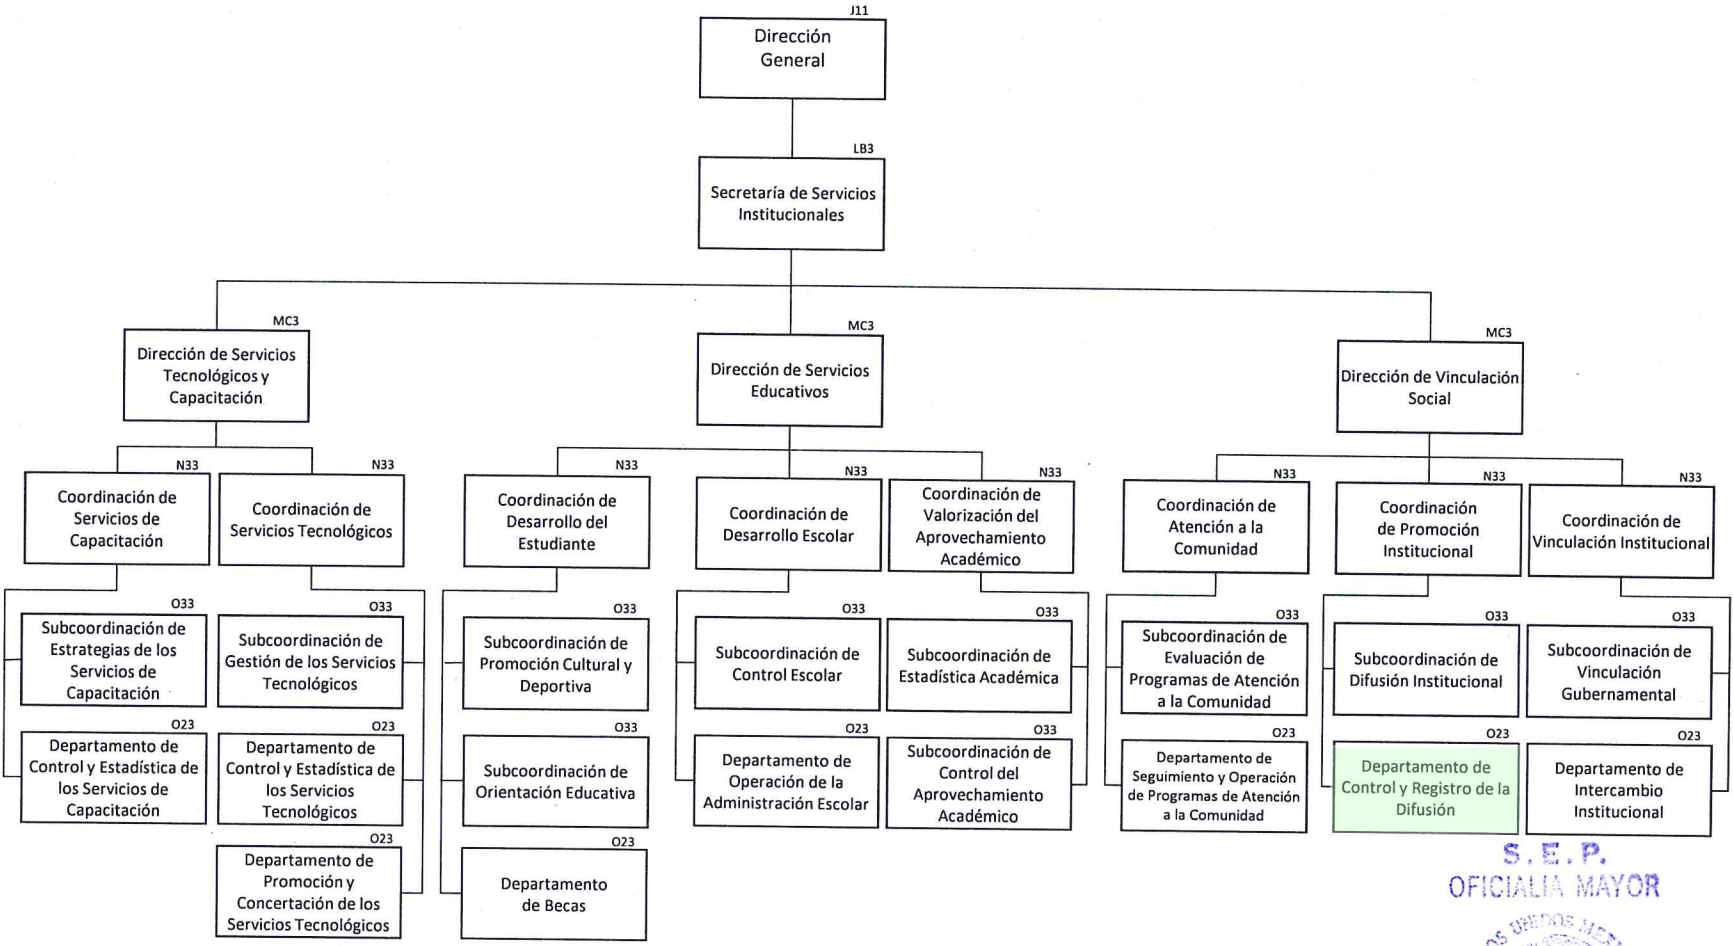 J11
Dirección
General
LB3
Secretaría de Servicios
Institucionales
MC3
Dirección de Servicios
Tecnológicos y
Capacitación
MC3
Dirección de Servicios
Educativos
MC3
Dirección de Vinculación
Social
N33
Coordinación de
Servicios de
Capacitación
N33
Coordinación de
Servicios Tecnológicos
N33
Coordinación de
Desarrollo del
Estudiante
N33
Coordinación de
Desarrollo Escolar
N33
Coordinación de
Valorización del
Aprovechamiento
Académico
N33
Coordinación de
Atención a la
Comunidad
N33
Coordinación
de Promoción
Institucional
N33
Coordinación de
Vinculación Institucional
O33
Subcoordinación de
Estrategias de los
Servicios de
Capacitación
O33
Subcoordinación de
Gestión de los Servicios
Tecnológicos
O33
Subcoordinación de
Promoción Cultural y
Deportiva
O33
Subcoordinación de
Control Escolar
O33
Subcoordinación de
Estadística Académica
O33
Subcoordinación de
Evaluación de
Programas de Atención
a la Comunidad
O33
Subcoordinación de
Difusión Institucional
O33
Subcoordinación de
Vinculación
Gubernamental
O23
Departamento de
Control y Estadística de
los Servicios de
Capacitación
O23
Departamento de
Control y Estadística de
los Servicios
Tecnológicos
O33
Subcoordinación de
Orientación Educativa
O23
Departamento de
Operación de la
Administración Escolar
O33
Subcoordinación de
Control del
Aprovechamiento
Académico
O23
Departamento de
Seguimiento y Operación
de Programas de Atención
a la Comunidad
O23
Departamento de
Control y Registro de la
Difusión
O23
Departamento de
Intercambio
Institucional
O23
Departamento de
Promoción y
Concertación de los
Servicios Tecnológicos
O23
Departamento
de Becas
S.E.P.
OFICIALIA MAYOR